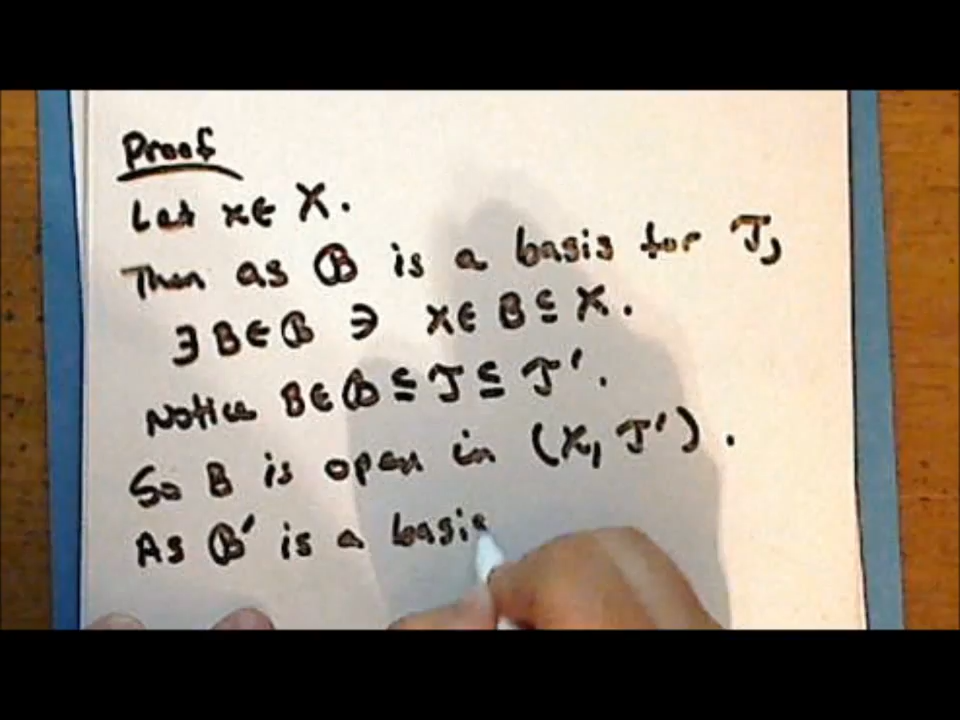 Proof
Let x ∈ X.
Then as 𝔹 is a basis for 𝒯,
∃ B ∈ 𝔹 ∋ x ∈ B ⊆ X.
Notice B ∈ 𝔹 ⊆ 𝒯 ⊆ 𝒯'.
So B is open in (X, 𝒯').
As 𝔹' is a basis